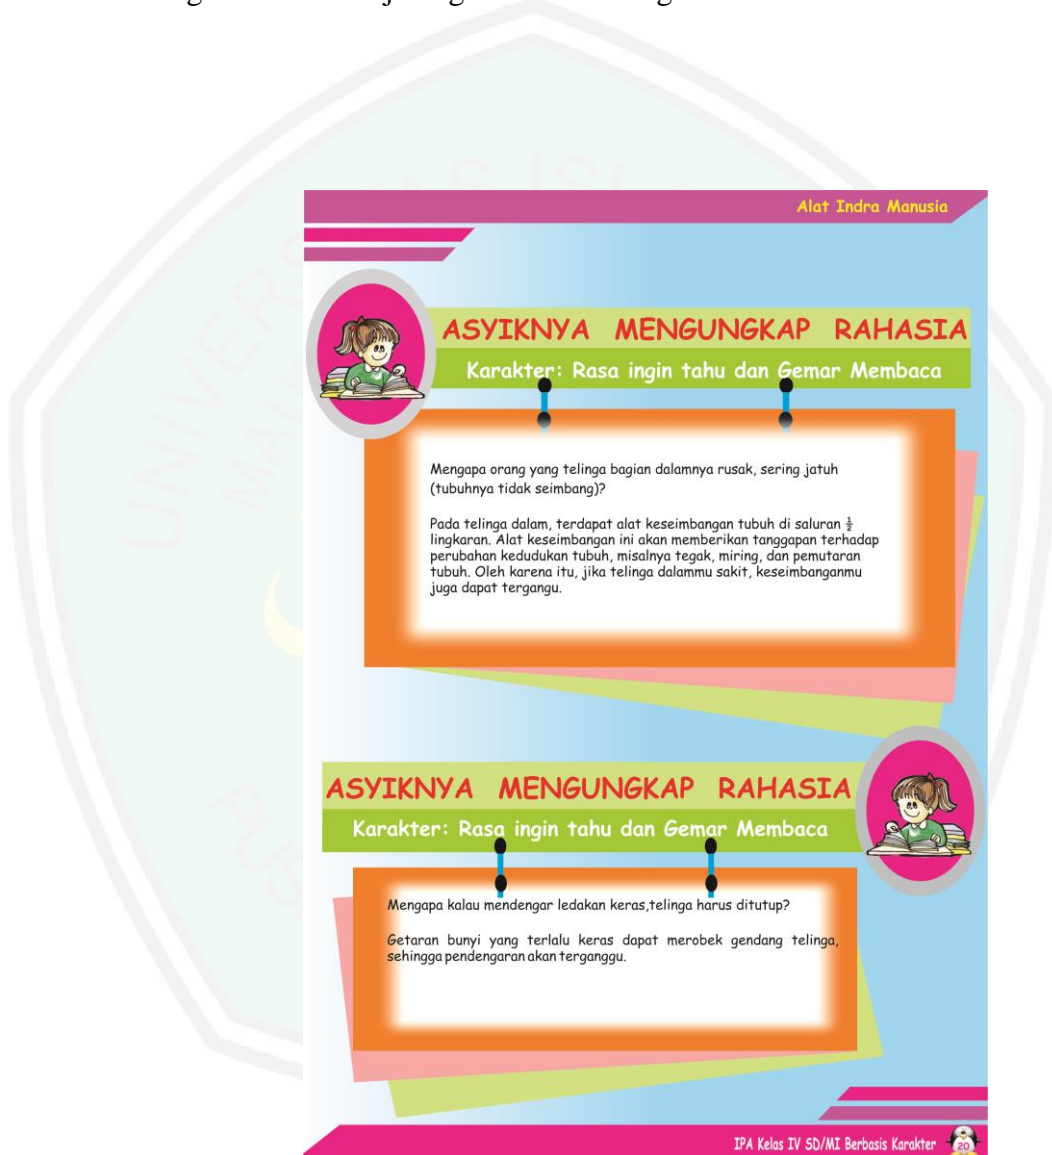 Alat Indra Manusia
ASYIKNYA MENGUNGKAP RAHASIA
Karakter: Rasa ingin tahu dan Gemar Membaca
Mengapa orang yang telinga bagian dalamnya rusak, sering jatuh
(tubuhnya tidak seimbang)?
Pada telinga dalam, terdapat alat keseimbangan tubuh di saluran ½
lingkaran. Alat keseimbangan ini akan memberikan tanggapan terhadap
perubahan kedudukan tubuh, misalnya tegak, miring, dan pemutaran
tubuh. Oleh karena itu, jika telinga dalammu sakit, keseimbanganmu
juga dapat tergangu.
ASYIKNYA MENGUNGKAP RAHASIA
Karakter: Rasa ingin tahu dan Gemar Membaca
Mengapa kalau mendengar ledakan keras,telinga harus ditutup?
Getaran bunyi yang terlalu keras dapat merobek gendang telinga,
sehingga pendengaran akan terganggu.
IPA Kelas IV SD/MI Berbasis Karakter 20